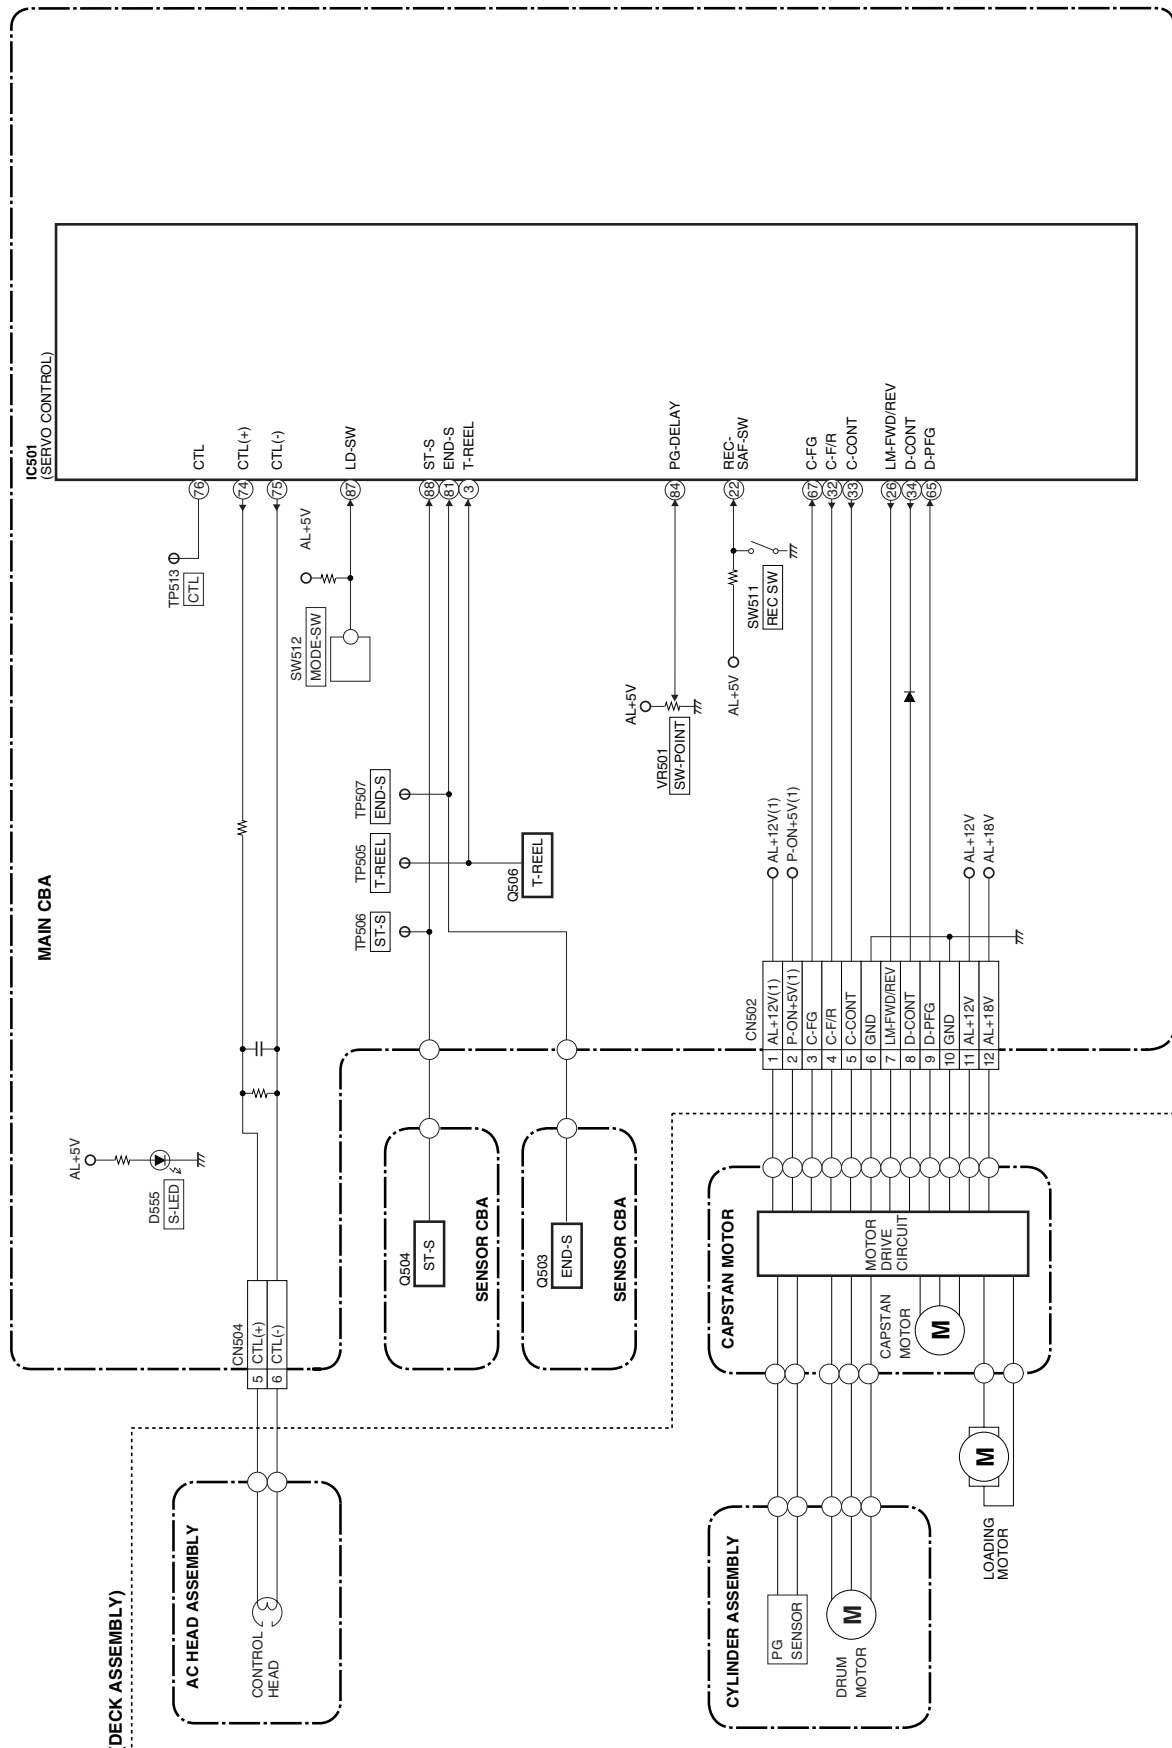 IC501
(SERVO CONTROL)
76 CTL
74 CTL(+)
75 CTL(-)
87 LD-SW
88 ST-S
81 END-S
3 T-REEL
84 PG-DELAY
22 REC-
SAF-SW
67 C-FG
32 C-F/R
33 C-CONT
26 LM-FWD/REV
34 D-CONT
65 D-PFG
TP513
CTL
AL+5V
SW512
MODE-SW
AL+5V
VR501
SW-POINT
SW511
REC SW
AL+5V
TP507
END-S
TP505
T-REEL
TP506
ST-S
Q506
T-REEL
MAIN CBA
AL+12V(1)
P-ON+5V(1)
AL+12V
AL+18V
CN502
1 AL+12V(1)
2 P-ON+5V(1)
3 C-FG
4 C-F/R
5 C-CONT
6 GND
7 LM-FWD/REV
8 D-CONT
9 D-PFG
10 GND
11 AL+12V
12 AL+18V
AL+5V
D555
S-LED
CN504
5 CTL(+)
6 CTL(-)
Q504
ST-S
SENSOR CBA
Q503
END-S
SENSOR CBA
CAPSTAN MOTOR
MOTOR
DRIVE
CIRCUIT
CAPSTAN
MOTOR
M
M
LOADING
MOTOR
(DECK ASSEMBLY)
AC HEAD ASSEMBLY
CONTROL
HEAD
CYLINDER ASSEMBLY
PG
SENSOR
M
DRUM
MOTOR